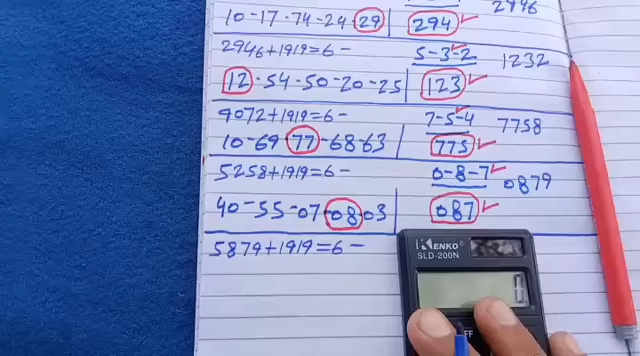 2946
10-17-74-24-29 294
2946+1919=6- 5-3-2 1232
12-54-50-20-25 123
9072+1919=6- 7-5-4 7758
10-69-77-68-63 775
5258+1919=6- 0-8-7 0879
40-55-07-08-03 087
5879+1919=6-
KENKO
SLD-200N
FF